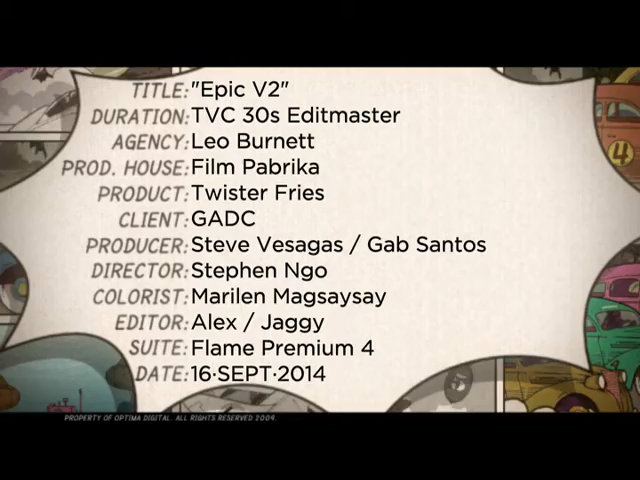 TITLE: "Epic V2"
DURATION: TVC 30s Editmaster
AGENCY: Leo Burnett
PROD. HOUSE: Film Pabrika
PRODUCT: Twister Fries
CLIENT: GADC
PRODUCER: Steve Vesagas / Gab Santos
DIRECTOR: Stephen Ngo
COLORIST: Marilen Magsaysay
EDITOR: Alex / Jaggy
SUITE: Flame Premium 4
DATE: 16·SEPT·2014
4
PROPERTY OF OPTIMA DIGITAL. ALL RIGHTS RESERVED 2009.